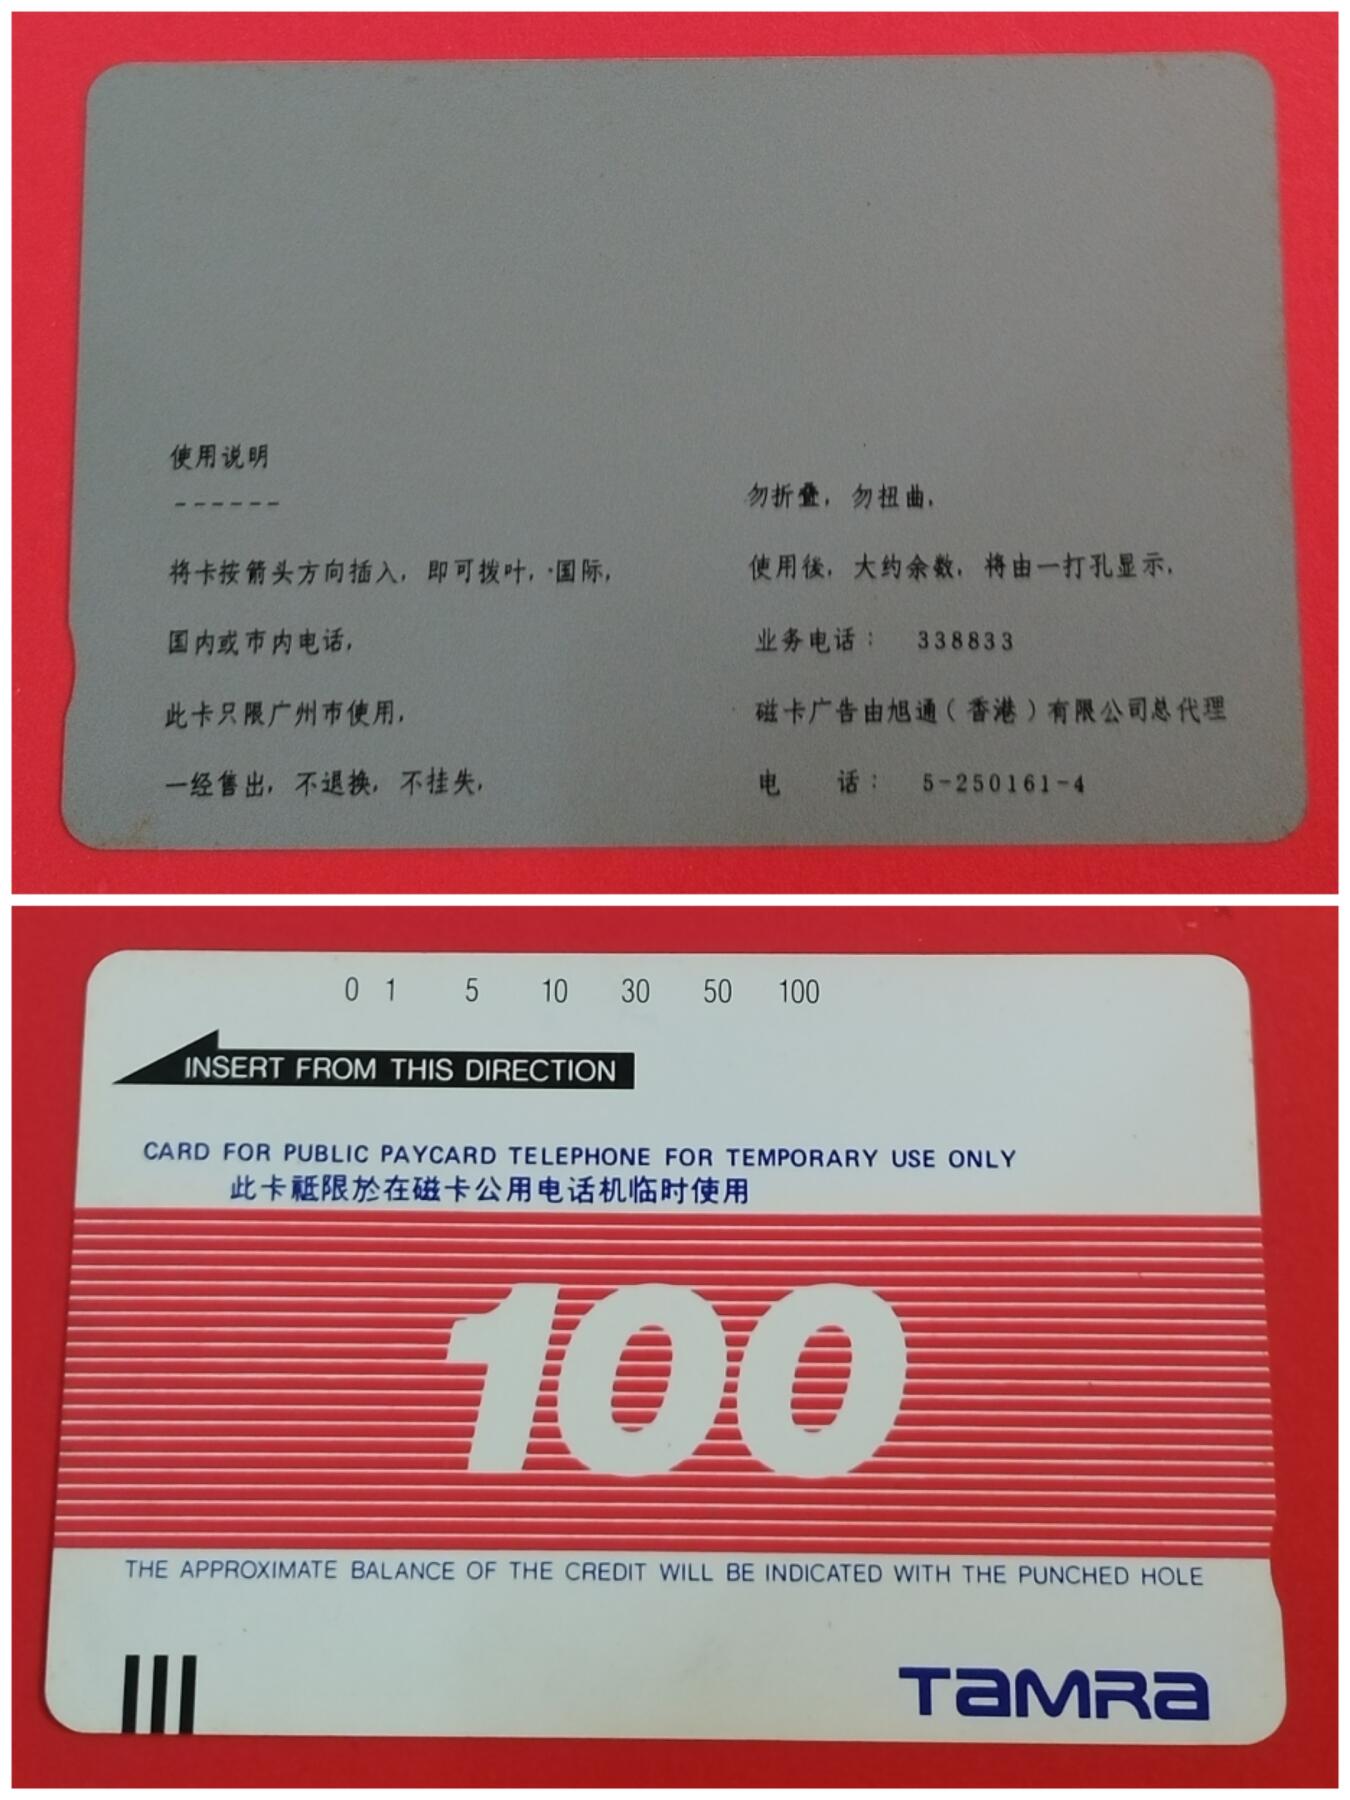 使用说明
------
将卡按箭头方向插入,即可拨叶,·国际,
国内或市内电话,
此卡只限广州市使用,
一经售出,不退换,不挂失,
勿折叠,勿扭曲,
使用後,大约余数,将由一打孔显示,
业务电话: 338833
磁卡广告由旭通(香港)有限公司总代理
电 话: 5-250161-4
0 1 5 10 30 50 100
INSERT FROM THIS DIRECTION
CARD FOR PUBLIC PAYCARD TELEPHONE FOR TEMPORARY USE ONLY
此卡祗限於在磁卡公用电话机临时使用
100
THE APPROXIMATE BALANCE OF THE CREDIT WILL BE INDICATED WITH THE PUNCHED HOLE
TAMRA